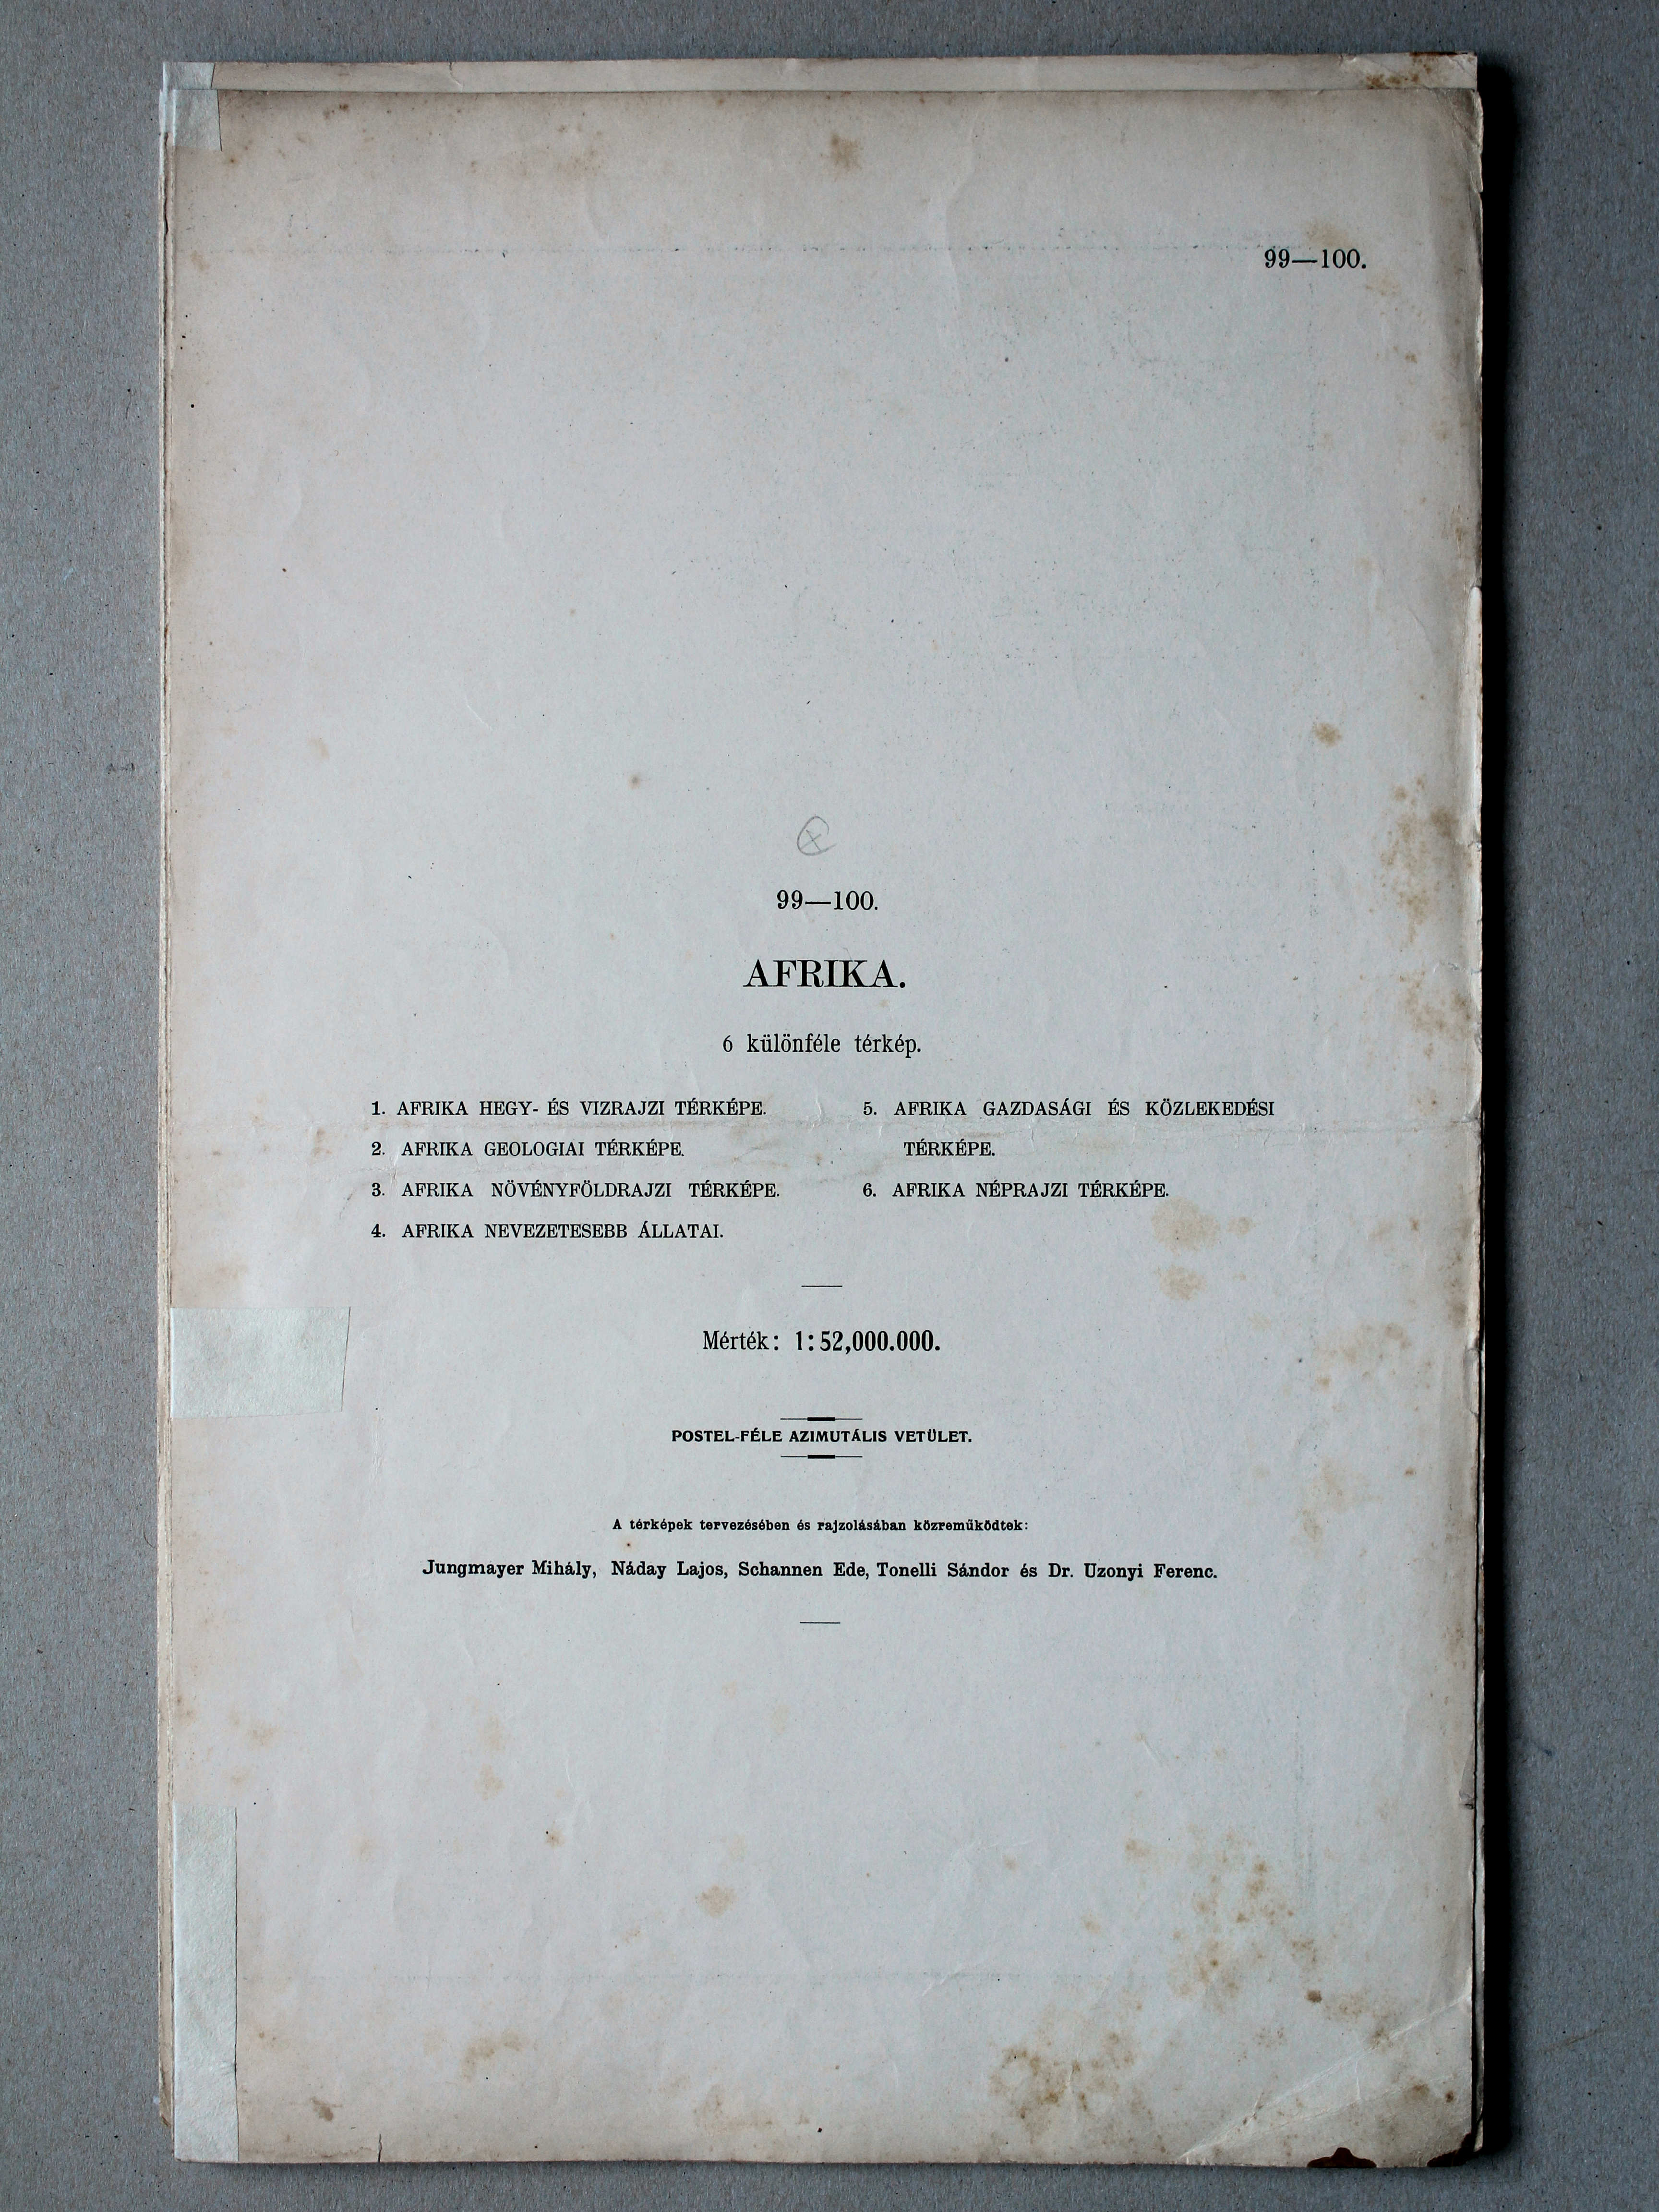 99—100.
99—100.
AFRIKA.
6 különféle térkép.
1. AFRIKA HEGY- ÉS VIZRAJZI TÉRKÉPE.
2. AFRIKA GEOLOGIAI TÉRKÉPE.
3. AFRIKA NÖVÉNYFÖLDRAJZI TÉRKÉPE.
4. AFRIKA NEVEZETESEBB ÁLLATAI.
5. AFRIKA GAZDASÁGI ÉS KÖZLEKEDÉSI
TÉRKÉPE.
6. AFRIKA NÉPRAJZI TÉRKÉPE.
Mérték: 1:52,000.000.
POSTEL-FÉLE AZIMUTÁLIS VETÜLET.
A térképek tervezésében és rajzolásában közreműködtek:
Jungmayer Mihály, Náday Lajos, Schannen Ede, Tonelli Sándor és Dr. Uzonyi Ferenc.